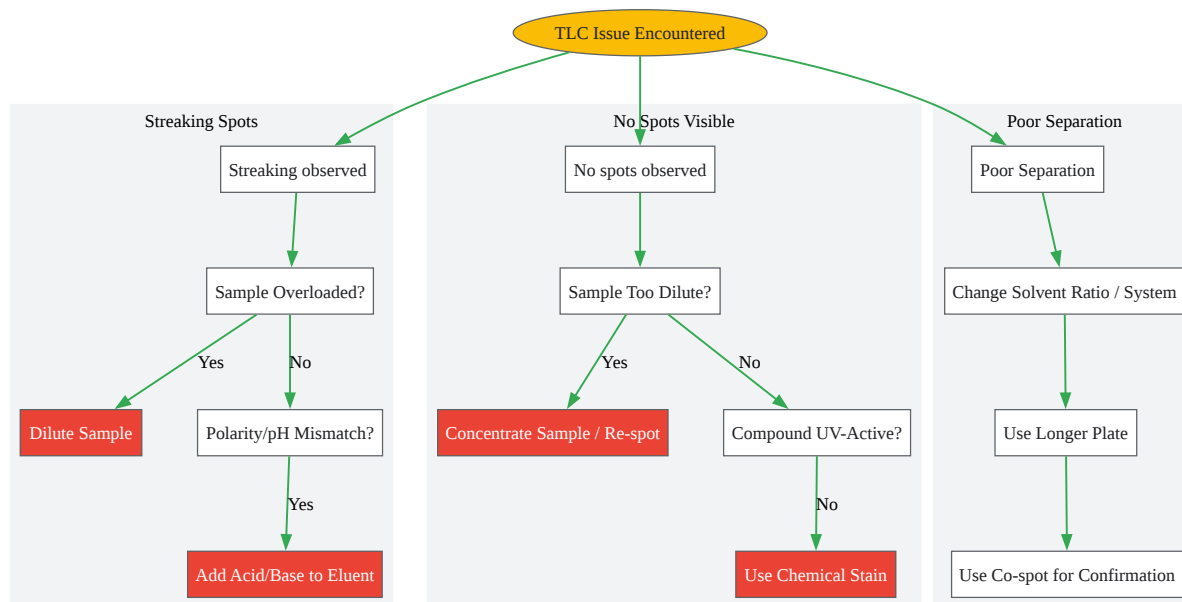 TLC Issue Encountered
Streaking Spots
No Spots Visible
Poor Separation
Streaking observed
No spots observed
Poor Separation
Sample Overloaded?
Sample Too Dilute?
Change Solvent Ratio / System
Yes
No
Yes
No
Dilute Sample
Polarity/pH Mismatch?
Concentrate Sample / Re-spot
Compound UV-Active?
Use Longer Plate
Yes
No
Add Acid/Base to Eluent
Use Chemical Stain
Use Co-spot for Confirmation